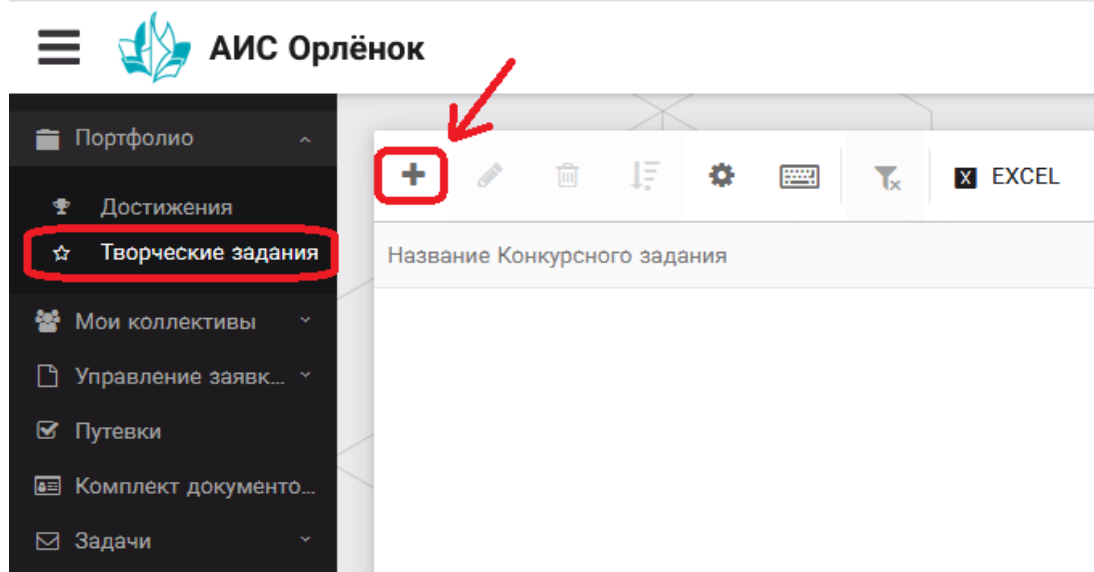 АИС Орлёнок
Портфолио
Достижения
Творческие задания
Мои коллективы
Управление заявк...
Путевки
Комплект документо...
Задачи
X EXCEL
Название Конкурсного задания